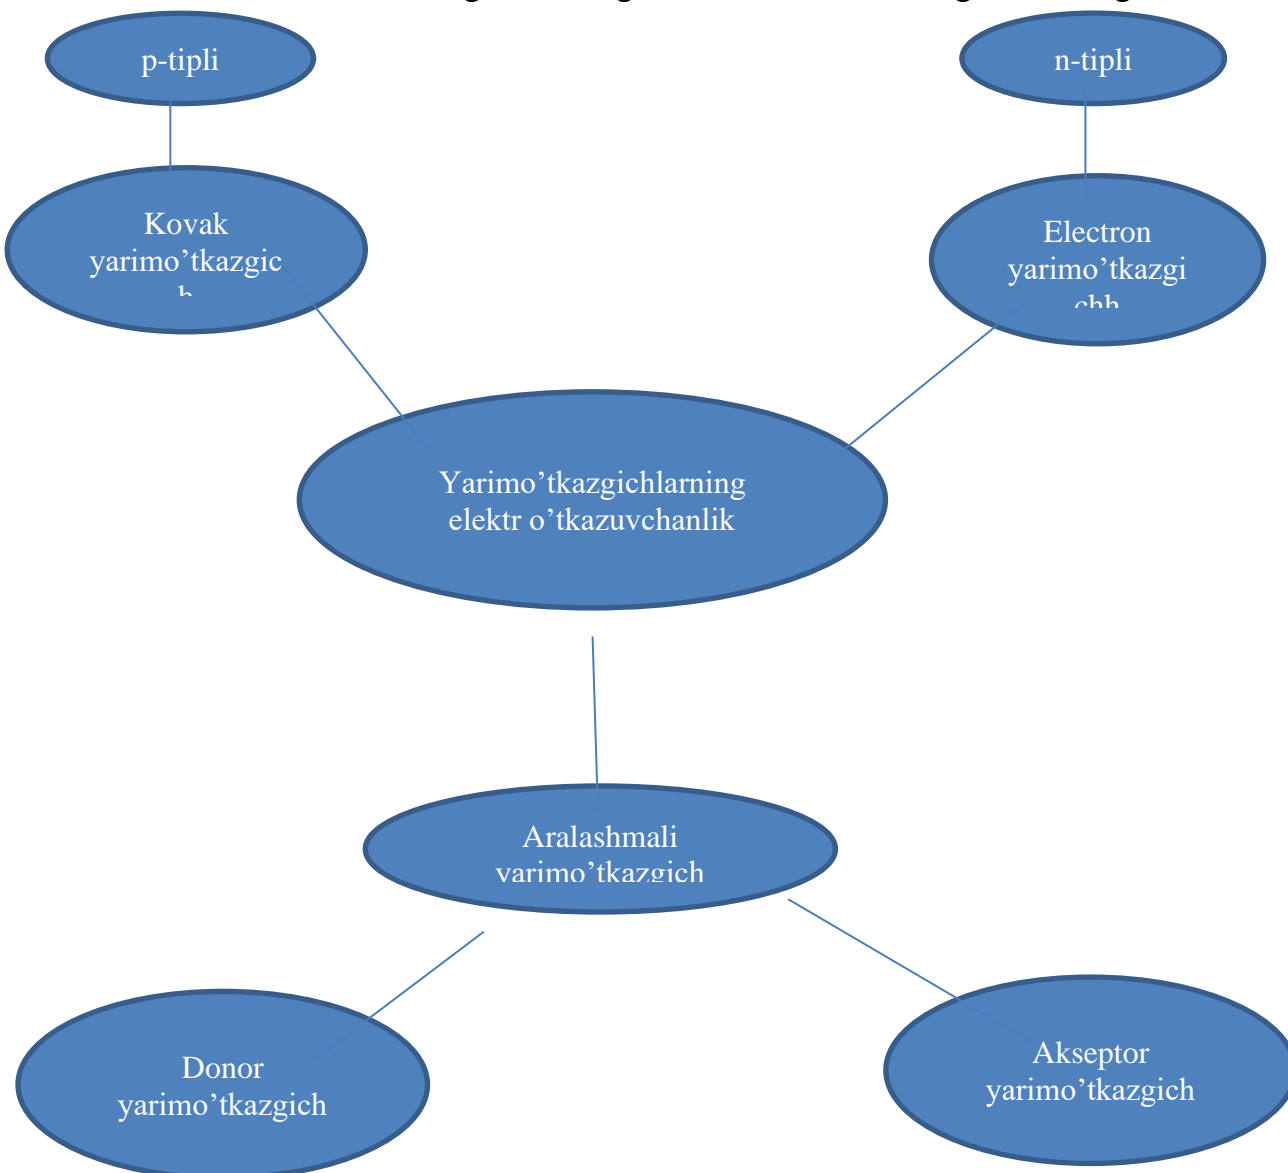 p-tipli
n-tipli
Kovak
yarimo’tkazgic
h
Electron
yarimo’tkazgi
chh
Yarimo’tkazgichlarning
elektr o’tkazuvchanlik
Aralashmali
yarimo’tkazgich
Donor
yarimo’tkazgich
Akseptor
yarimo’tkazgich